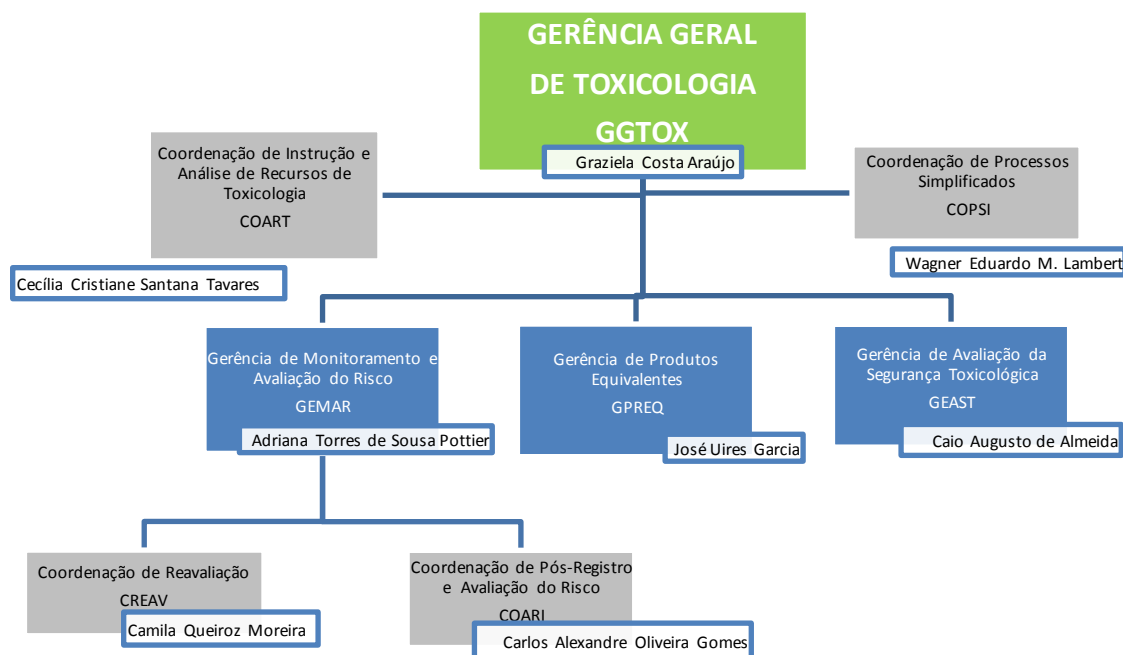 GERÊNCIA GERAL
DE TOXICOLOGIA
GGTOX
Graziela Costa Araújo
Coordenação de Instrução e
Análise de Recursos de
Toxicologia
COART
Cecília Cristiane Santana Tavares
Coordenação de Processos
Simplificados
COPSI
Wagner Eduardo M. Lambert
Gerência de Monitoramento e
Avaliação do Risco
GEMAR
Adriana Torres de Sousa Pottier
Gerência de Produtos
Equivalentes
GPREQ
José Uires Garcia
Gerência de Avaliação da
Segurança Toxicológica
GEAST
Caio Augusto de Almeida
Coordenação de Reavaliação
CREAV
Camila Queiroz Moreira
Coordenação de Pós-Registro
e Avaliação do Risco
COARI
Carlos Alexandre Oliveira Gomes